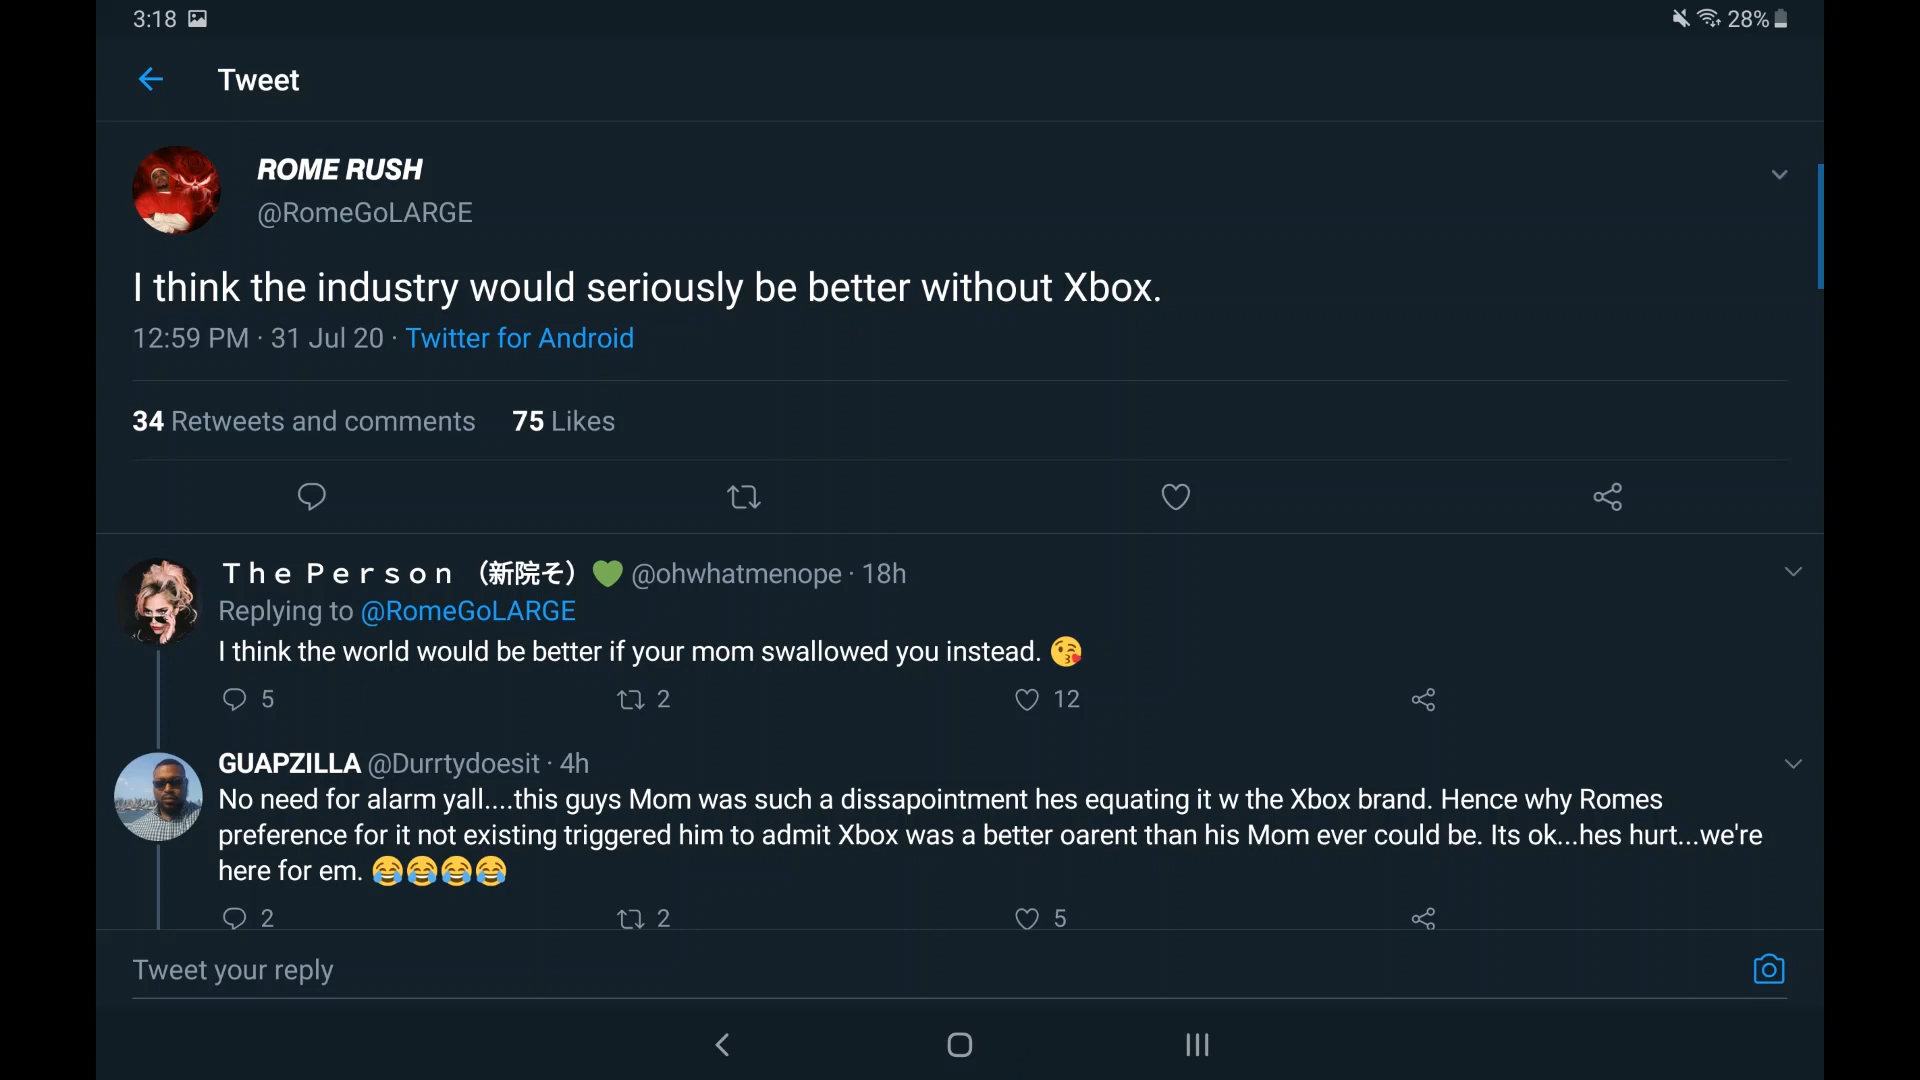 3:18 28%
Tweet
ROME RUSH
@RomeGoLARGE
I think the industry would seriously be better without Xbox.
12:59 PM · 31 Jul 20 · Twitter for Android
34 Retweets and comments 75 Likes
The Person （新院そ）💚 @ohwhatmenope · 18h
Replying to @RomeGoLARGE
I think the world would be better if your mom swallowed you instead. 😘
5 2 12
GUAPZILLA @Durrtydoesit · 4h
No need for alarm yall....this guys Mom was such a dissapointment hes equating it w the Xbox brand. Hence why Romes
preference for it not existing triggered him to admit Xbox was a better oarent than his Mom ever could be. Its ok...hes hurt...we're
here for em. 😂😂😂😂
2 2 5
Tweet your reply